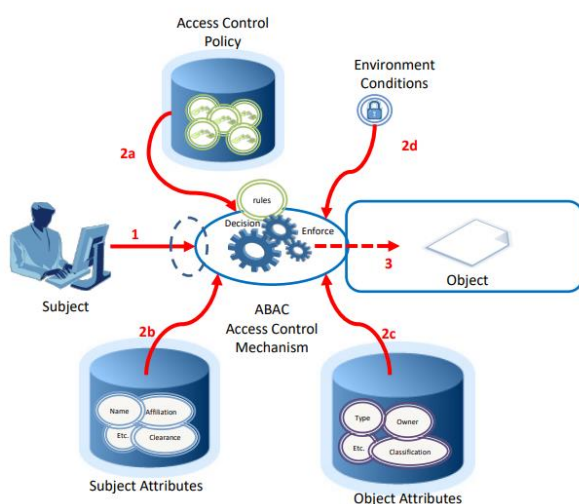 Access Control
Policy
Environment
Conditions
2a
2d
rules
Decision
Enforce
1
3
Subject
Object
ABAC
Access Control
Mechanism
2b
2c
Name
Affiliation
Etc.
Clearance
Type
Owner
Etc.
Classification
Subject Attributes
Object Attributes